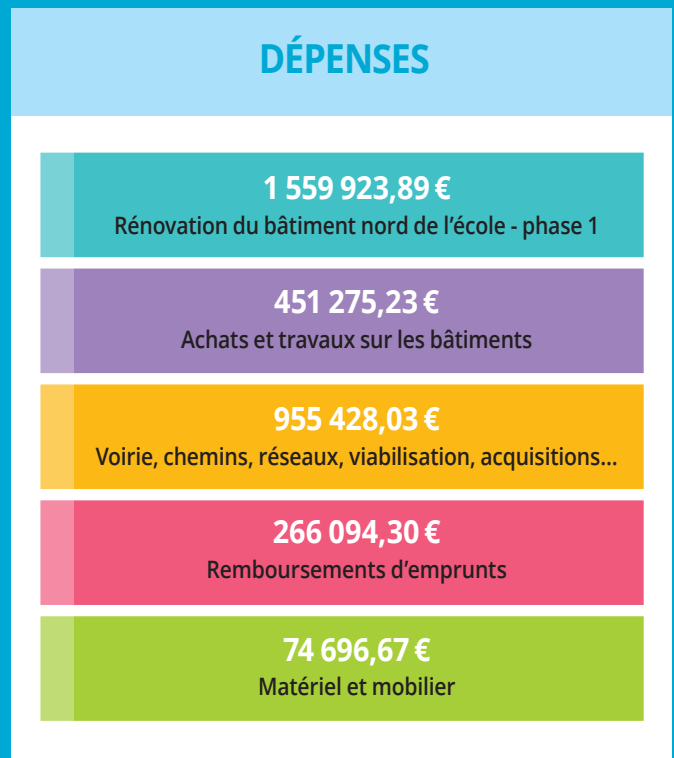 DÉPENSES
1 559 923,89 €
Rénovation du bâtiment nord de l’école - phase 1
451 275,23 €
Achats et travaux sur les bâtiments
955 428,03 €
Voirie, chemins, réseaux, viabilisation, acquisitions...
266 094,30 €
Remboursements d’emprunts
74 696,67 €
Matériel et mobilier